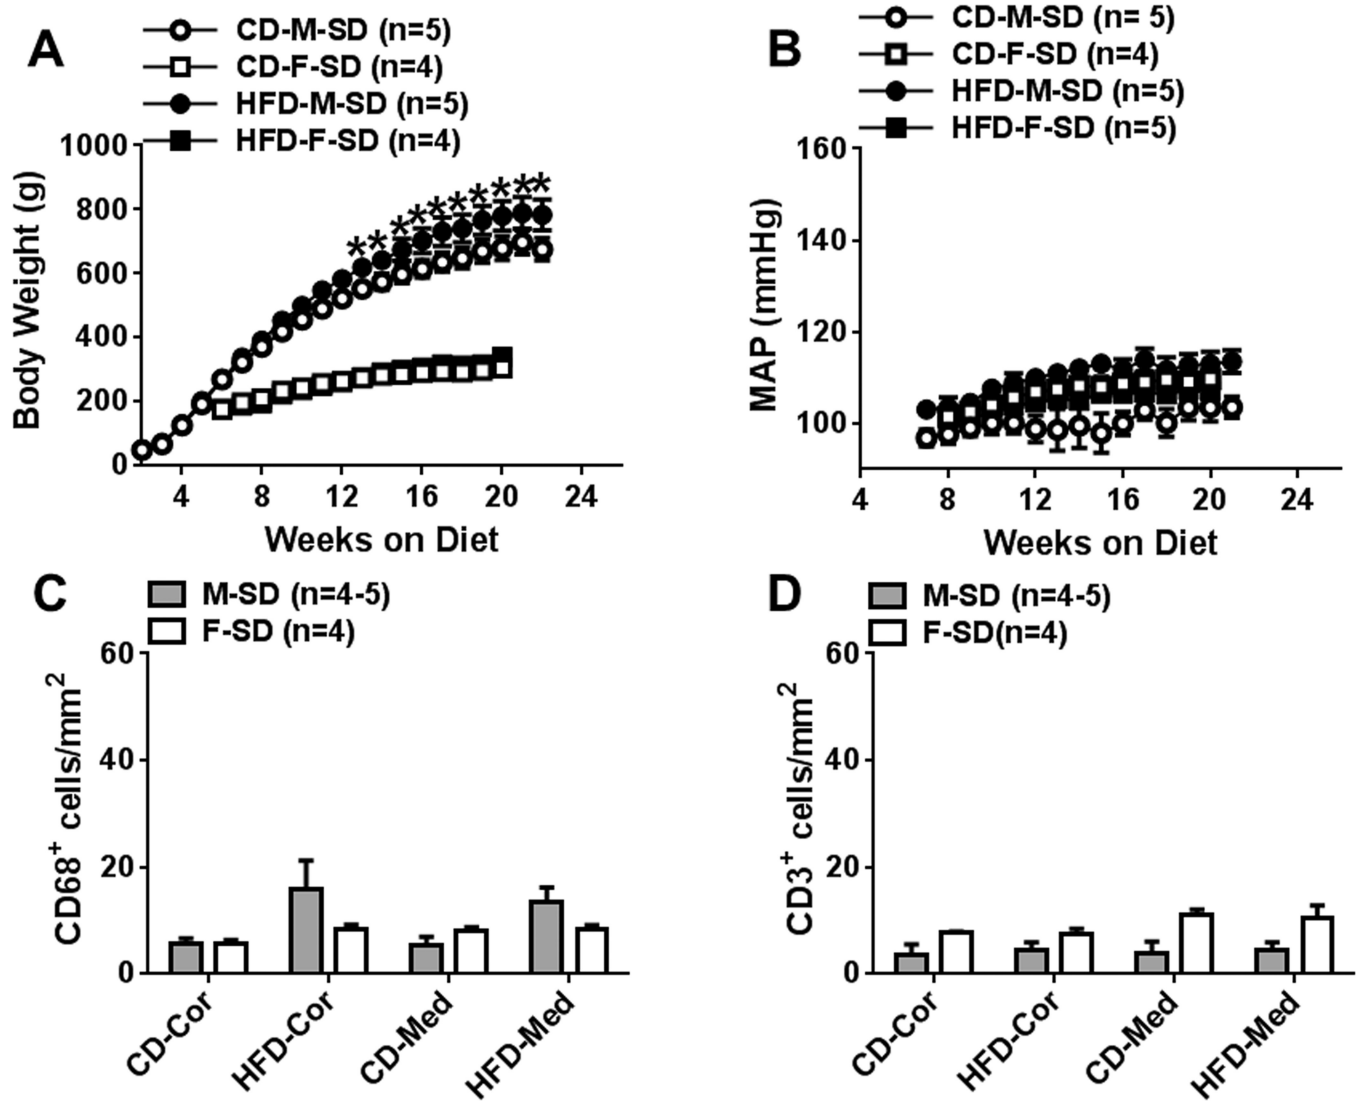 A
CD-M-SD (n=5)
CD-F-SD (n=4)
HFD-M-SD (n=5)
HFD-F-SD (n=4)
1000
800
600
400
200
0
Body Weight (g)
* * * * * * * * * *
4 8 12 16 20 24
Weeks on Diet
B
CD-M-SD (n= 5)
CD-F-SD (n=4)
HFD-M-SD (n=5)
HFD-F-SD (n=5)
160
140
120
100
MAP (mmHg)
4 8 12 16 20 24
Weeks on Diet
C
M-SD (n=4-5)
F-SD (n=4)
60
40
20
0
CD68⁺ cells/mm²
CD-Cor
HFD-Cor
CD-Med
HFD-Med
D
M-SD (n=4-5)
F-SD(n=4)
60
40
20
0
CD3⁺ cells/mm²
CD-Cor
HFD-Cor
CD-Med
HFD-Med